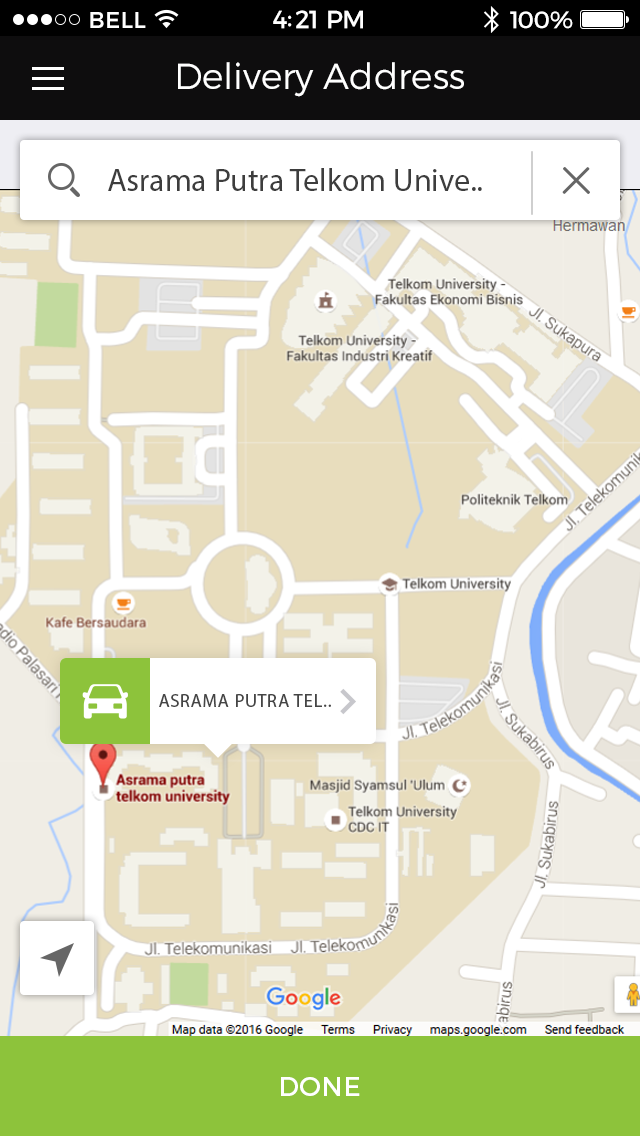 BELL 4:21 PM 100%
Delivery Address
Asrama Putra Telkom Unive..
Hermawan
Telkom University -
Fakultas Ekonomi Bisnis
Jl. Sukapura
Telkom University -
Fakultas Industri Kreatif
Politeknik Telkom
Jl. Telekomunikasi
Telkom University
Kafe Bersaudara
ASRAMA PUTRA TEL..
Jl. Telekomunikasi
Jl. Sukabirus
Asrama putra
telkom university
Masjid Syamsul 'Ulum
Telkom University
CDC IT
Jl. Sukabirus
Jl. Telekomunikasi
Jl. Telekomunikasi
Google
Map data ©2016 Google Terms Privacy maps.google.com Send feedback
DONE